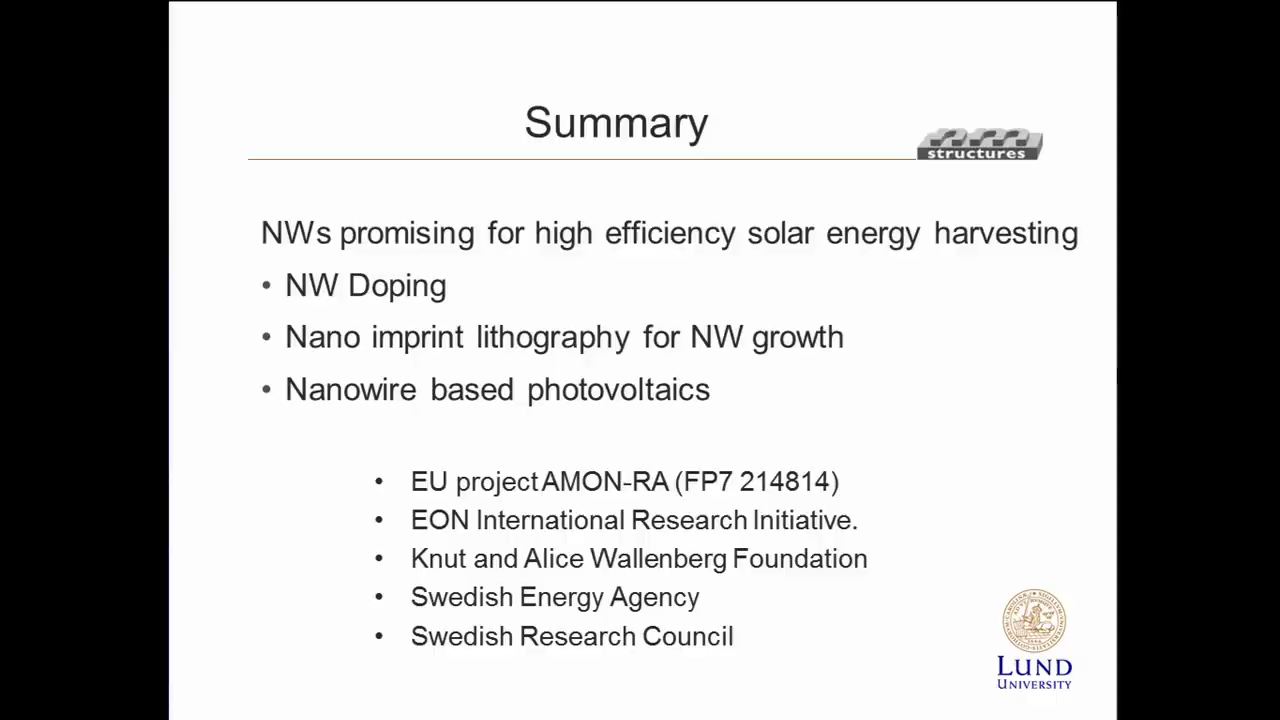 Summary
structures
NWs promising for high efficiency solar energy harvesting
• NW Doping
• Nano imprint lithography for NW growth
• Nanowire based photovoltaics
• EU project AMON-RA (FP7 214814)
• EON International Research Initiative.
• Knut and Alice Wallenberg Foundation
• Swedish Energy Agency
• Swedish Research Council
LUND
UNIVERSITY